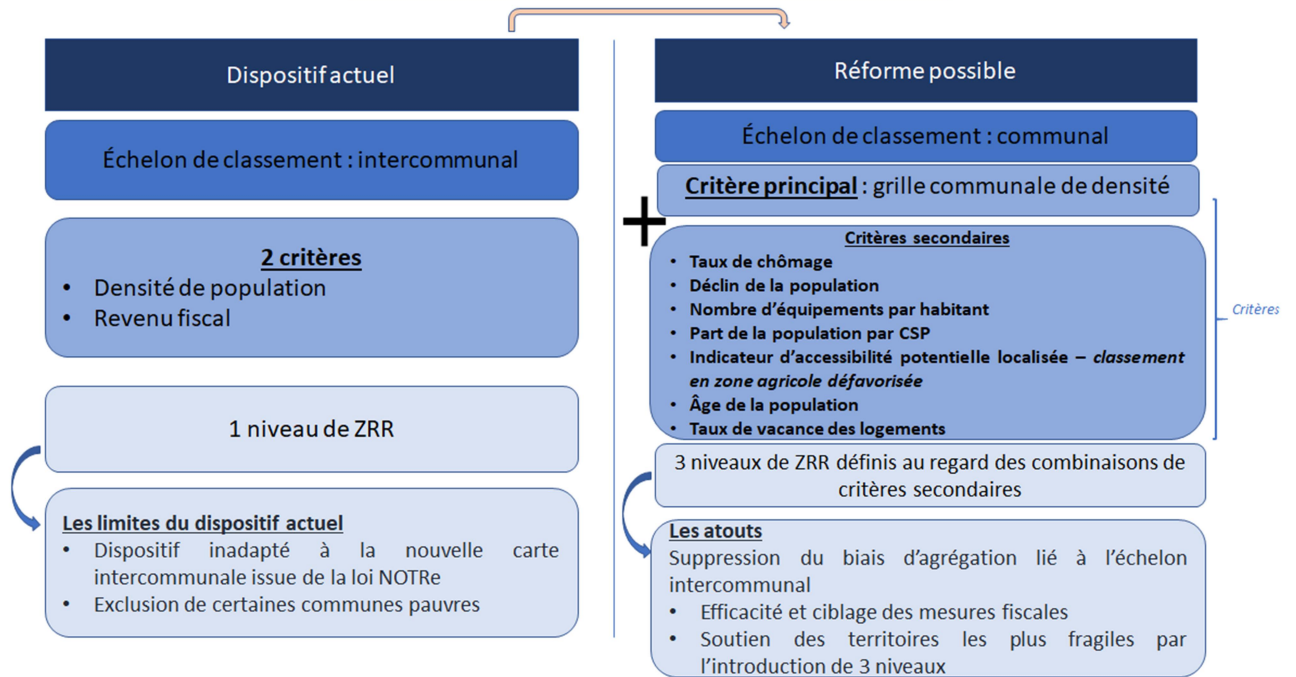 Dispositif actuel
Échelon de classement : intercommunal
2 critères
• Densité de population
• Revenu fiscal
1 niveau de ZRR
Les limites du dispositif actuel
• Dispositif inadapté à la nouvelle carte
intercommunale issue de la loi NOTRe
• Exclusion de certaines communes pauvres
Réforme possible
Échelon de classement : communal
Critère principal : grille communale de densité
+
Critères secondaires
• Taux de chômage
• Déclin de la population
• Nombre d'équipements par habitant
• Part de la population par CSP
• Indicateur d'accessibilité potentielle localisée – classement
en zone agricole défavorisée
• Âge de la population
• Taux de vacance des logements
Critères
3 niveaux de ZRR définis au regard des combinaisons de
critères secondaires
Les atouts
Suppression du biais d'agrégation lié à l'échelon
intercommunal
• Efficacité et ciblage des mesures fiscales
• Soutien des territoires les plus fragiles par
l'introduction de 3 niveaux